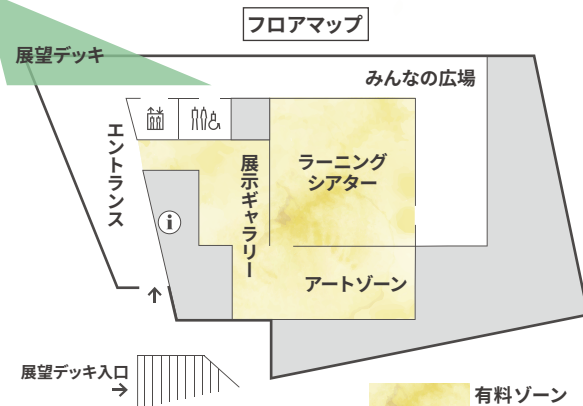 フロアマップ
展望デッキ
みんなの広場
エントランス
展示ギャラリー
ラーニング
シアター
i
アートゾーン
展望デッキ入口
有料ゾーン